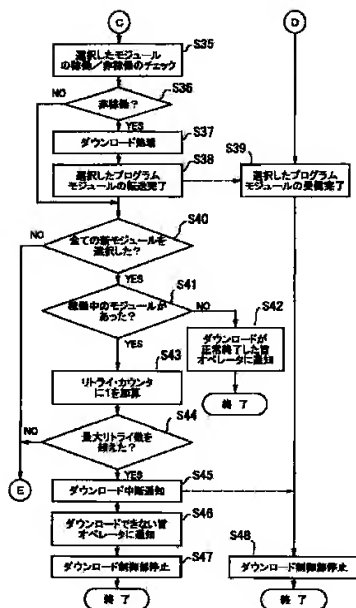 C
D
S35
選択したモジュール
の稼働/非稼働のチェック
S36
NO
非稼働?
YES
S37
ダウンロード処理
S38
選択したプログラム
モジュールの転送完了
S39
選択したプログラム
モジュールの受信完了
S40
NO
全ての新モジュールを
選択した?
YES
S41
稼働中のモジュールが
あった?
NO
S42
ダウンロードが
正常終了した旨
オペレータに通知
終了
YES
S43
リトライ・カウンタ
に1を加算
S44
NO
最大リトライ数を
超えた?
E
YES
S45
ダウンロード中断通知
S46
ダウンロードできない旨
オペレータに通知
S47
ダウンロード制御部停止
S48
ダウンロード制御部停止
終了
終了